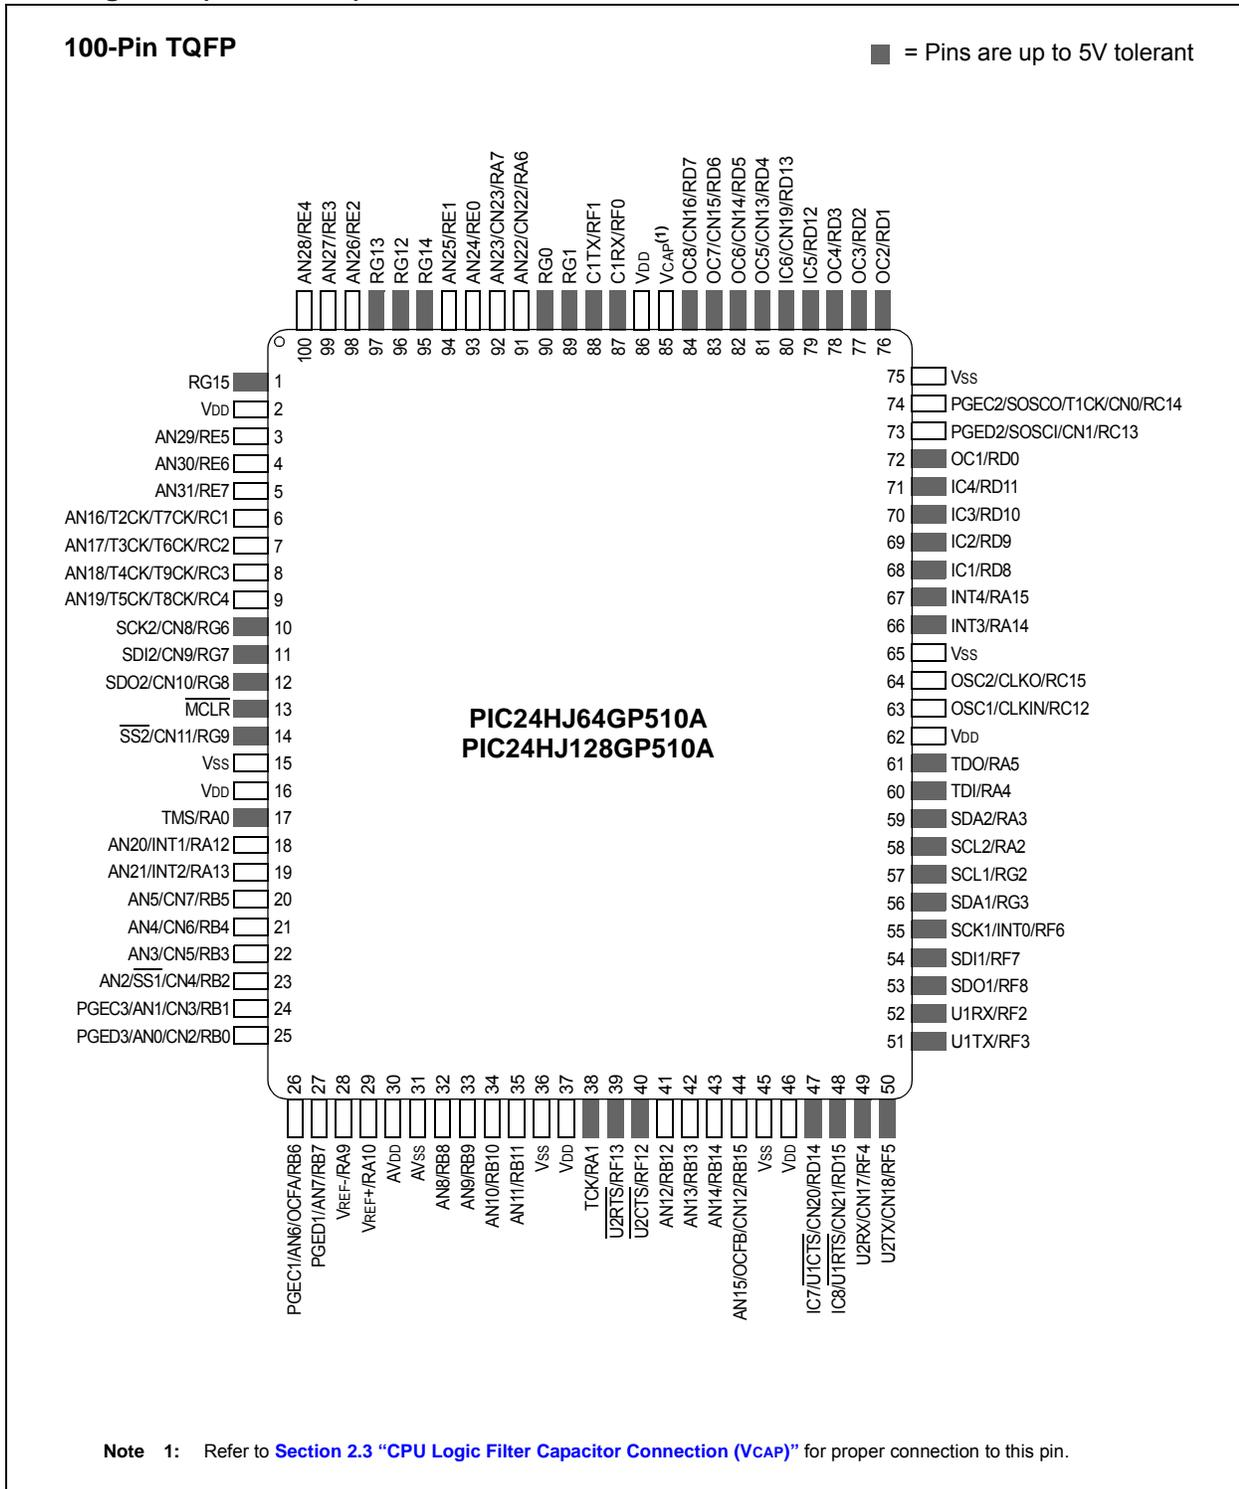 100-Pin TQFP
= Pins are up to 5V tolerant
AN28/RE4
AN27/RE3
AN26/RE2
RG13
RG12
RG14
AN25/RE1
AN24/RE0
AN23/CN23/RA7
AN22/CN22/RA6
RG0
RG1
C1TX/RF1
C1RX/RF0
VDD
VCAP(1)
OC8/CN16/RD7
OC7/CN15/RD6
OC6/CN14/RD5
OC5/CN13/RD4
IC6/CN19/RD13
IC5/RD12
OC4/RD3
OC3/RD2
OC2/RD1
100
99
98
97
96
95
94
93
92
91
90
89
88
87
86
85
84
83
82
81
80
79
78
77
76
RG15 1
VDD 2
AN29/RE5 3
AN30/RE6 4
AN31/RE7 5
AN16/T2CK/T7CK/RC1 6
AN17/T3CK/T6CK/RC2 7
AN18/T4CK/T9CK/RC3 8
AN19/T5CK/T8CK/RC4 9
SCK2/CN8/RG6 10
SDI2/CN9/RG7 11
SDO2/CN10/RG8 12
MCLR 13
SS2/CN11/RG9 14
VSS 15
VDD 16
TMS/RA0 17
AN20/INT1/RA12 18
AN21/INT2/RA13 19
AN5/CN7/RB5 20
AN4/CN6/RB4 21
AN3/CN5/RB3 22
AN2/SS1/CN4/RB2 23
PGEC3/AN1/CN3/RB1 24
PGED3/AN0/CN2/RB0 25
PIC24HJ64GP510A
PIC24HJ128GP510A
75 VSS
74 PGEC2/SOSCO/T1CK/CN0/RC14
73 PGED2/SOSCI/CN1/RC13
72 OC1/RD0
71 IC4/RD11
70 IC3/RD10
69 IC2/RD9
68 IC1/RD8
67 INT4/RA15
66 INT3/RA14
65 VSS
64 OSC2/CLKO/RC15
63 OSC1/CLKIN/RC12
62 VDD
61 TDO/RA5
60 TDI/RA4
59 SDA2/RA3
58 SCL2/RA2
57 SCL1/RG2
56 SDA1/RG3
55 SCK1/INT0/RF6
54 SDI1/RF7
53 SDO1/RF8
52 U1RX/RF2
51 U1TX/RF3
26
27
28
29
30
31
32
33
34
35
36
37
38
39
40
41
42
43
44
45
46
47
48
49
50
PGEC1/AN6/OCFA/RB6
PGED1/AN7/RB7
VREF-/RA9
VREF+/RA10
AVDD
AVSS
AN8/RB8
AN9/RB9
AN10/RB10
AN11/RB11
VSS
VDD
TCK/RA1
U2RTS/RF13
U2CTS/RF12
AN12/RB12
AN13/RB13
AN14/RB14
AN15/OCFB/CN12/RB15
VSS
VDD
IC7/U1CTS/CN20/RD14
IC8/U1RTS/CN21/RD15
U2RX/CN17/RF4
U2TX/CN18/RF5
Note 1: Refer to Section 2.3 “CPU Logic Filter Capacitor Connection (VCAP)” for proper connection to this pin.